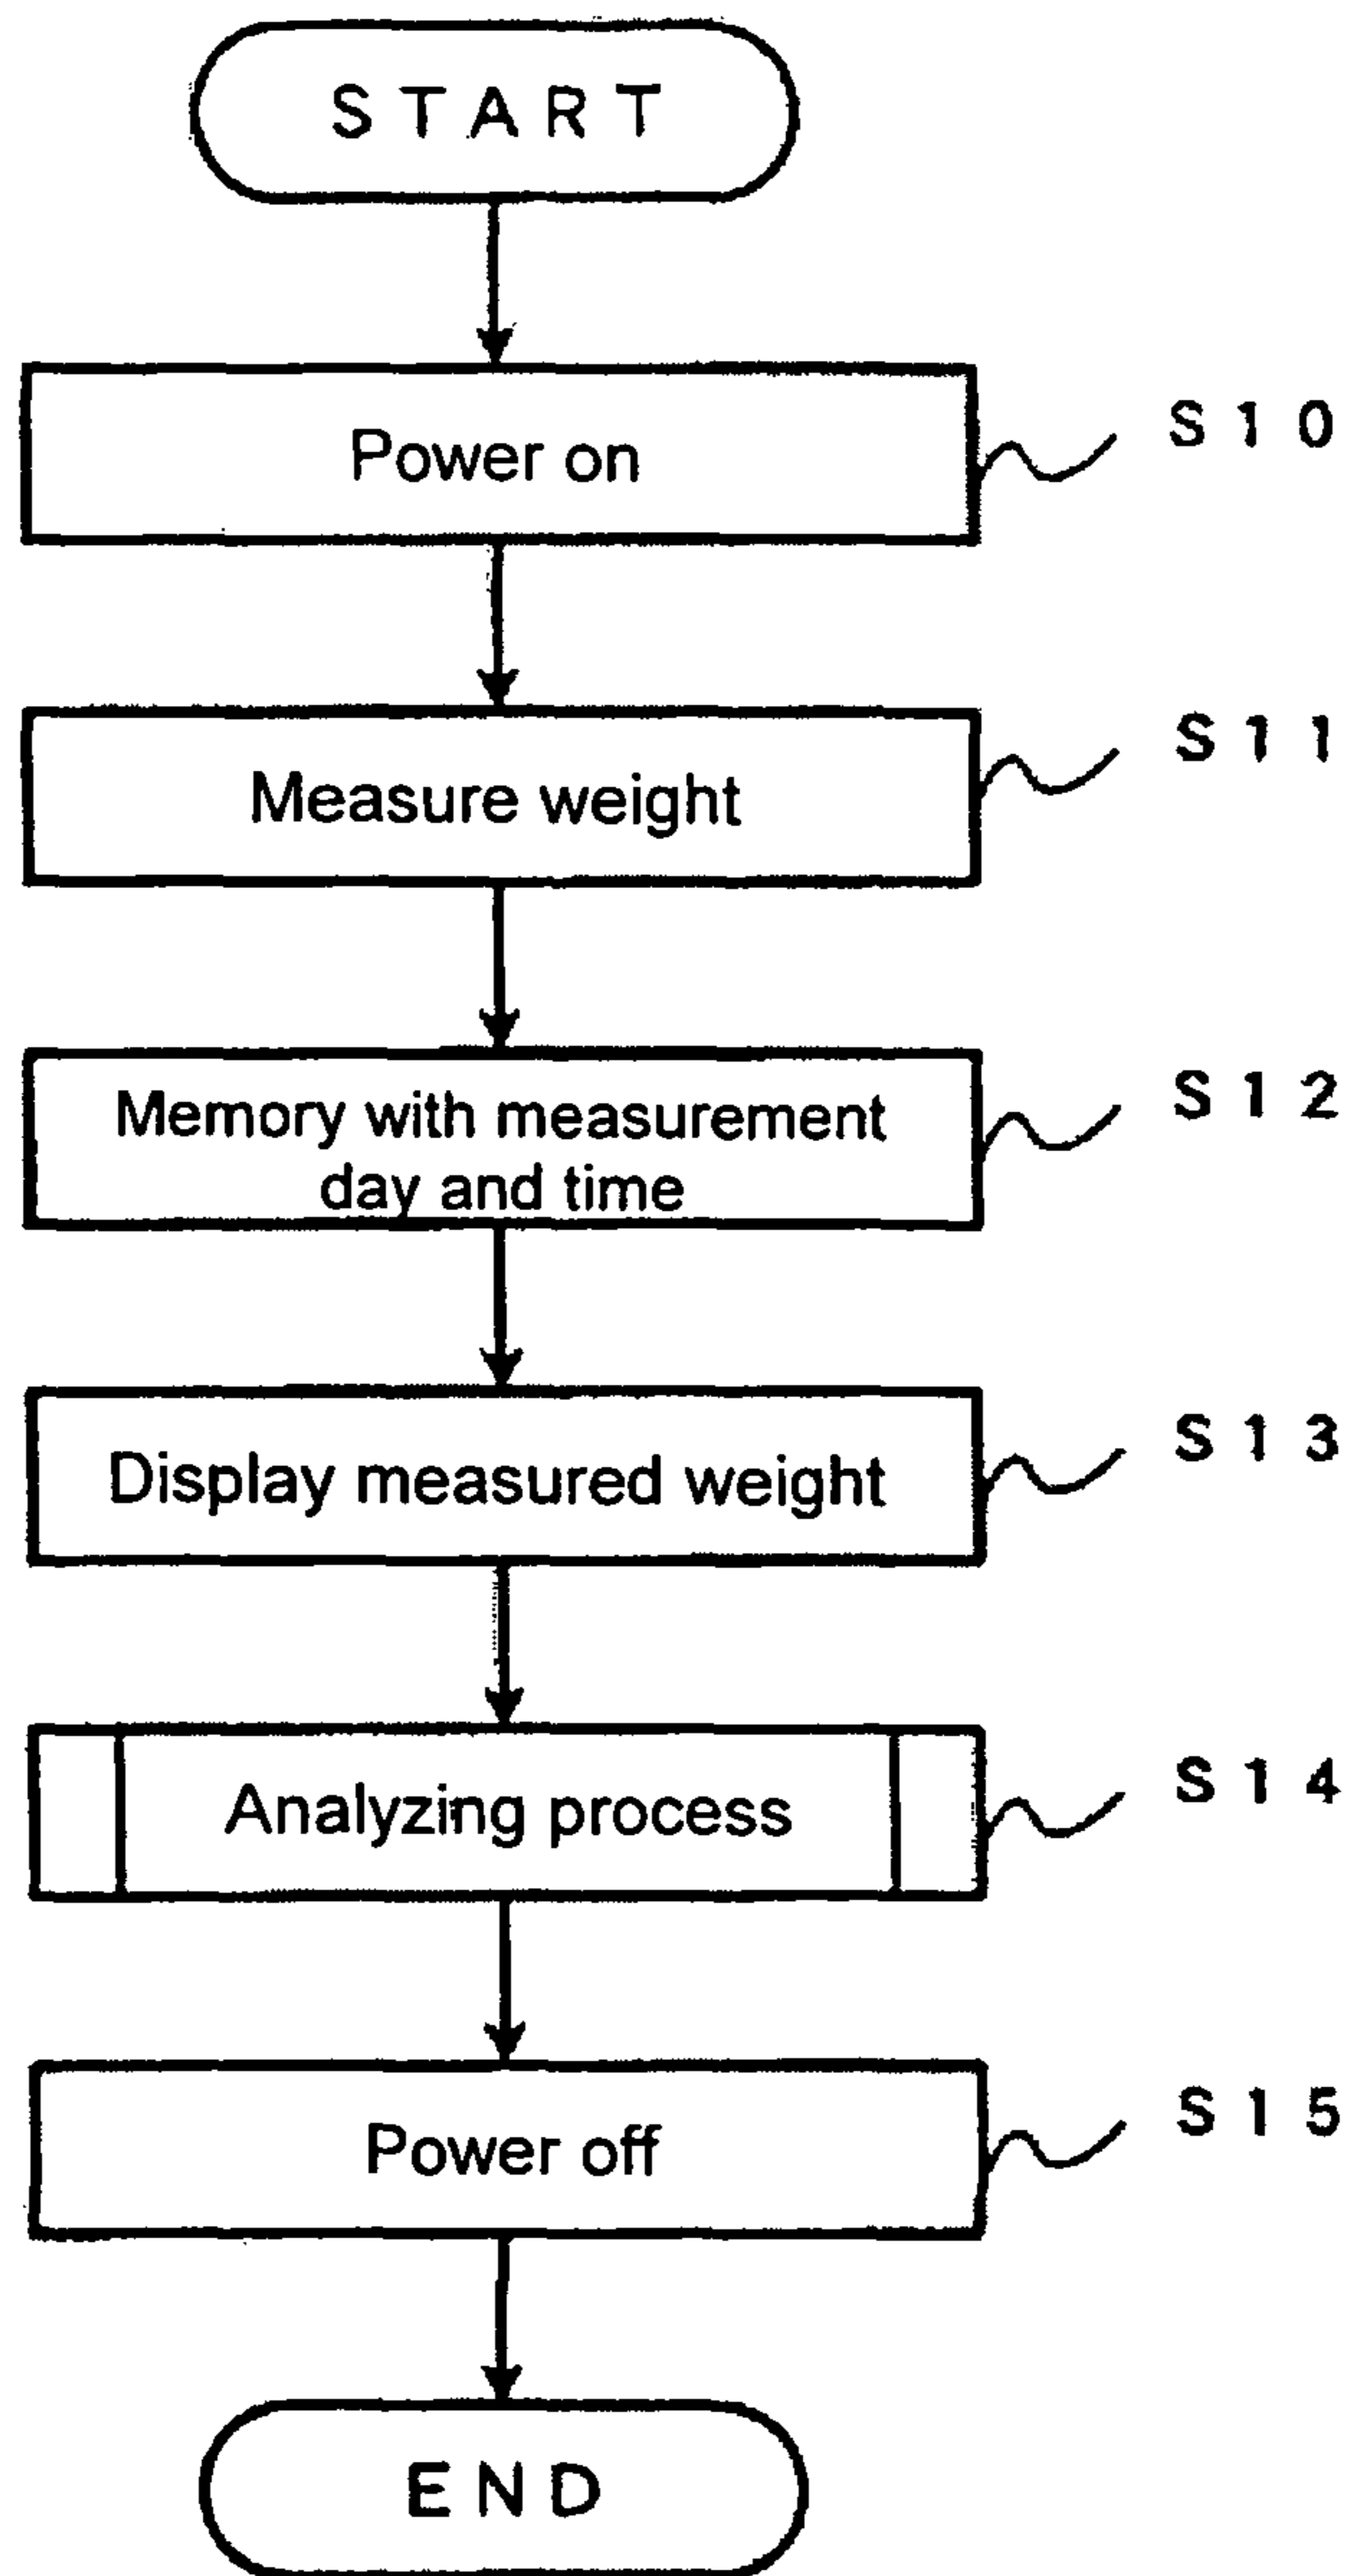 START
Power on
S10
Measure weight
S11
Memory with measurement
day and time
S12
Display measured weight
S13
Analyzing process
S14
Power off
S15
END